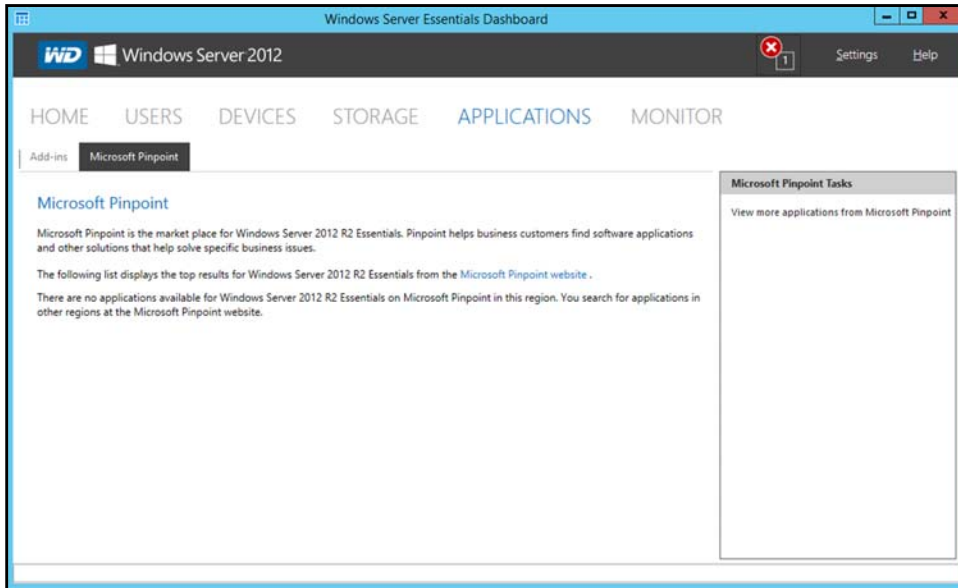 Windows Server Essentials Dashboard
WD Windows Server 2012
1
Settings
Help
HOME USERS DEVICES STORAGE APPLICATIONS MONITOR
Add-ins Microsoft Pinpoint
Microsoft Pinpoint
Microsoft Pinpoint is the market place for Windows Server 2012 R2 Essentials. Pinpoint helps business customers find software applications
and other solutions that help solve specific business issues.
The following list displays the top results for Windows Server 2012 R2 Essentials from the Microsoft Pinpoint website .
There are no applications available for Windows Server 2012 R2 Essentials on Microsoft Pinpoint in this region. You search for applications in
other regions at the Microsoft Pinpoint website.
Microsoft Pinpoint Tasks
View more applications from Microsoft Pinpoint